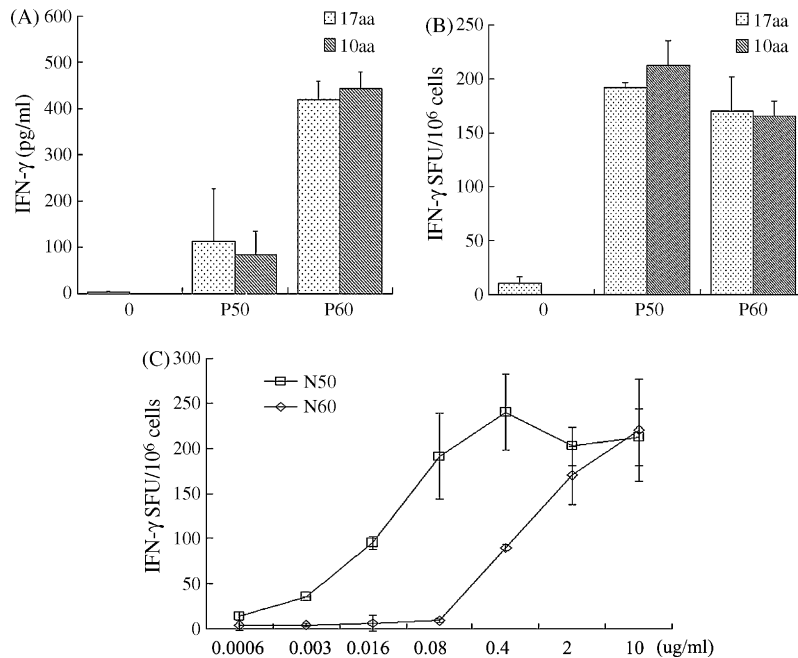 (A)
17aa
10aa
IFN-γ (pg/ml)
600
500
400
300
200
100
0
0 P50 P60
(B)
17aa
10aa
IFN-γ SFU/10⁶ cells
250
200
150
100
50
0
0 P50 P60
(C)
N50
N60
IFN-γ SFU/10⁶ cells
300
250
200
150
100
50
0
0.0006 0.003 0.016 0.08 0.4 2 10 (ug/ml)